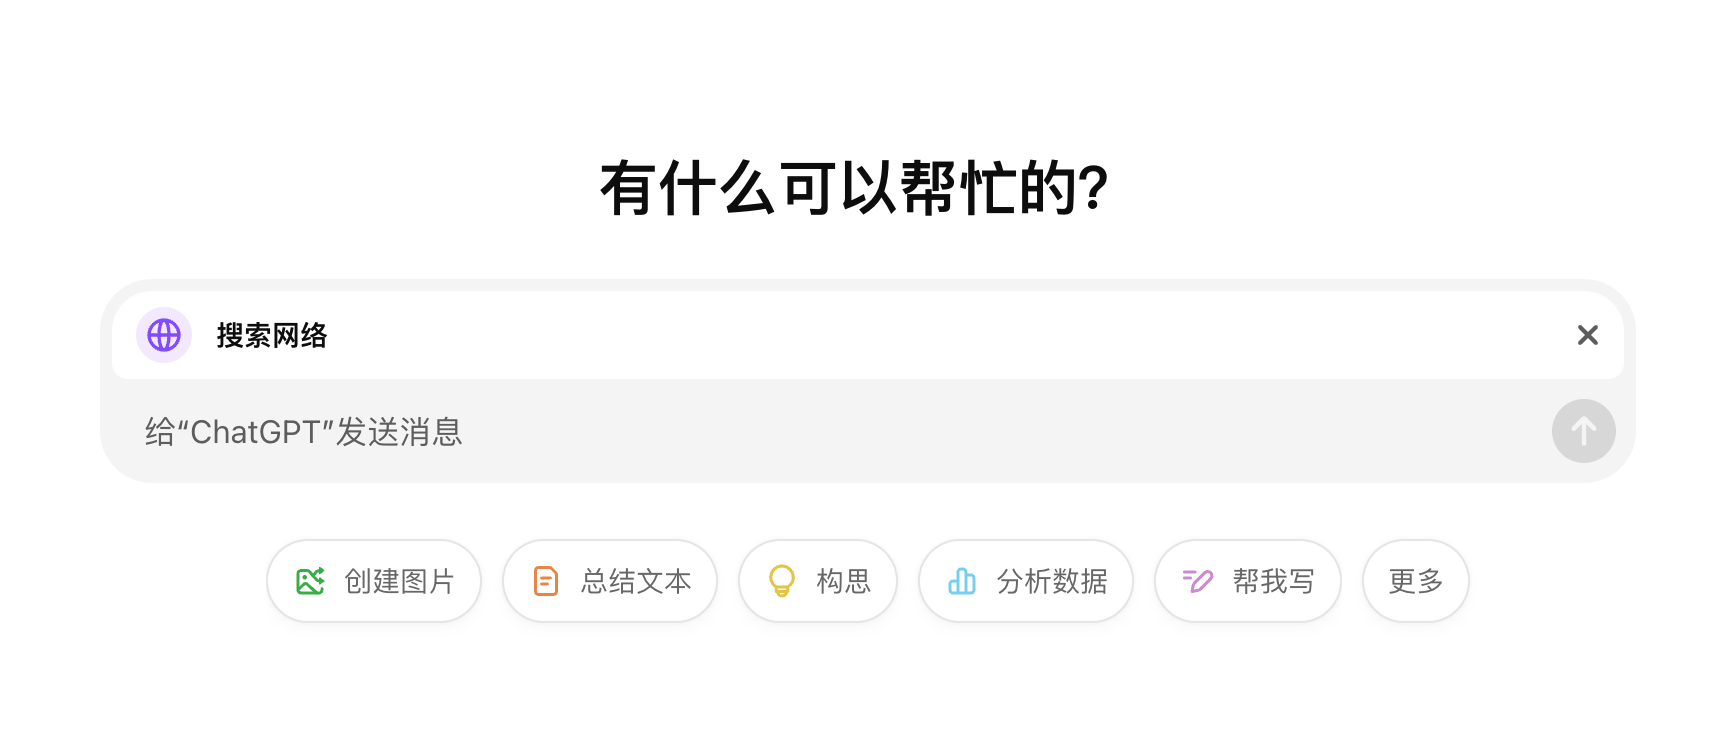 有什么可以帮忙的?
搜索网络
给“ChatGPT”发送消息
创建图片 总结文本 构思 分析数据 帮我写 更多